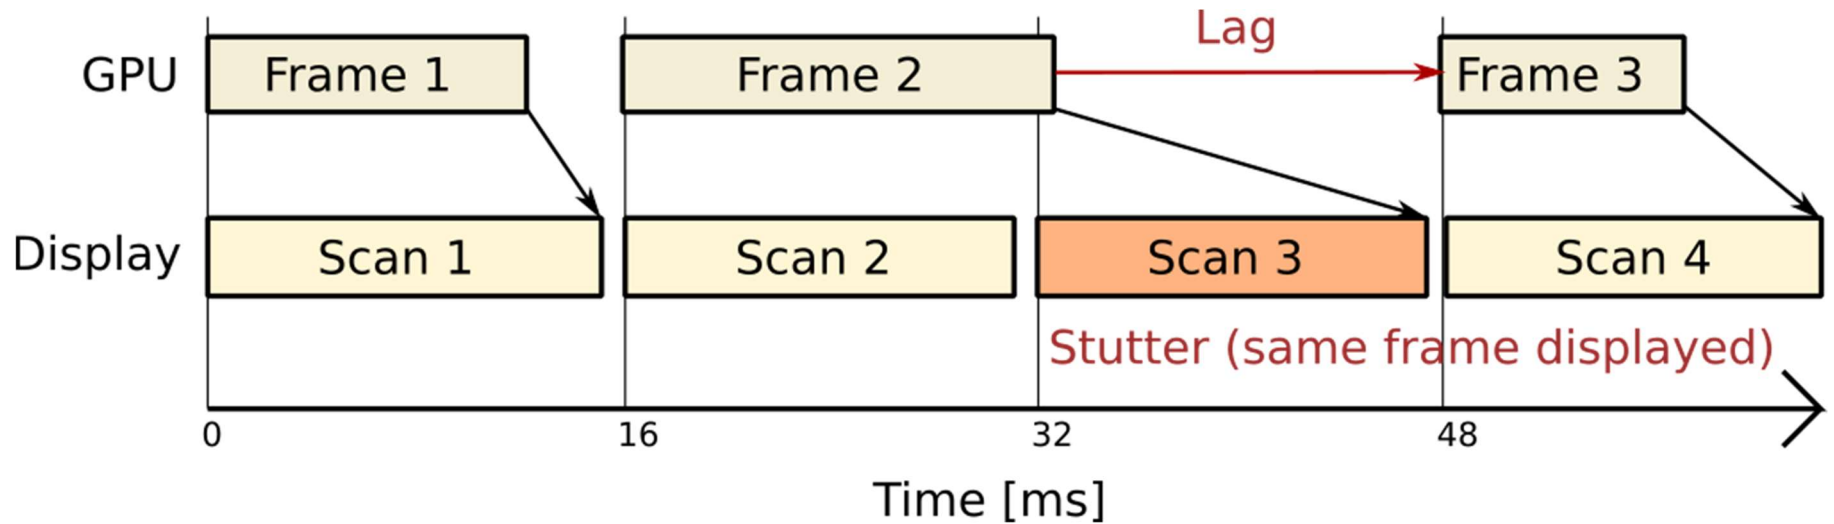 Lag
GPU Frame 1 Frame 2 Frame 3
Display Scan 1 Scan 2 Scan 3 Scan 4
Stutter (same frame displayed)
0 16 32 48
Time [ms]